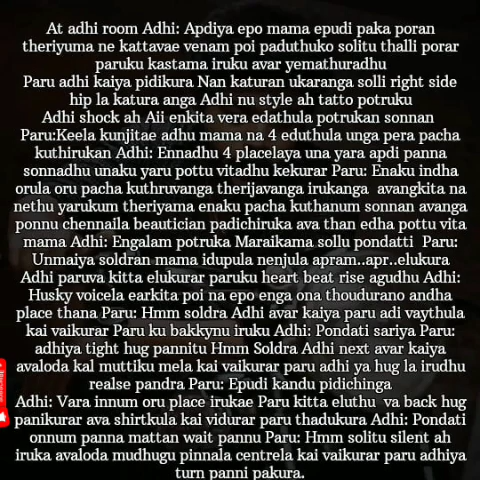 At adhi room Adhi: Apdiya epo mama epudi paka poran
theriyuma ne kattavae venam poi paduthuko solitu thalli porar
paruku kastama iruku avar yemathuradhu
Paru adhi kaiya pidikura Nan katuran ukaranga solli right side
hip la katura anga Adhi nu style ah tatto potruku
Adhi shock ah Aii enkita vera edathula potrukan sonnan
Paru:Keela kunjitae adhu mama na 4 eduthula unga pera pacha
kuthirukan Adhi: Ennadhu 4 placelaya una yara apdi panna
sonnadhu unaku yaru pottu vitadhu kekurar Paru: Enaku indha
orula oru pacha kuthruvanga therijavanga irukanga  avangkita na
nethu yarukum theriyama enaku pacha kuthanum sonnan avanga
ponnu chennaila beautician padichiruka ava than edha pottu vita
mama Adhi: Engalam potruka Maraikama sollu pondatti  Paru:
Unmaiya soldran mama idupula nenjula apram..apr..elukura
Adhi paruva kitta elukurar paruku heart beat rise agudhu Adhi:
Husky voicela earkita poi na epo enga ona thoudurano andha
place thana Paru: Hmm soldra Adhi avar kaiya paru adi vaythula
kai vaikurar Paru ku bakkynu iruku Adhi: Pondati sariya Paru:
adhiya tight hug pannitu Hmm Soldra Adhi next avar kaiya
avaloda kal muttiku mela kai vaikurar paru adhi ya hug la irudhu
realse pandra Paru: Epudi kandu pidichinga
Adhi: Vara innum oru place irukae Paru kitta eluthu  va back hug
panikurar ava shirtkula kai vidurar paru thadukura Adhi: Pondati
onnum panna mattan wait pannu Paru: Hmm solitu silent ah
iruka avaloda mudhugu pinnala centrela kai vaikurar paru adhiya
turn panni pakura.